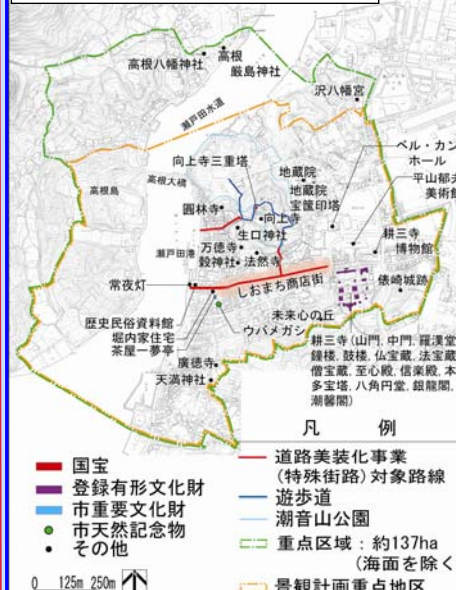 高根八幡神社
高根
厳島神社
沢八幡宮
瀬戸田水道
向上寺三重塔
高根島
高根大橋
地蔵院
地蔵院
宝篋印塔
ベル・カン
ホール
平山郁夫
美術館
圓林寺
向上寺
生口神社
万徳寺
瀬戸田港
穀神社
法然寺
耕三寺
博物館
しおまち商店街
俵崎城跡
常夜灯
歴史民俗資料館
堀内家住宅
茶屋一夢亭
未来心の丘
ウバメガシ
廣徳寺
天満神社
耕三寺(山門, 中門, 羅漢堂
鐘楼, 鼓楼, 仏宝蔵, 法宝蔵
僧宝蔵, 至心殿, 信楽殿, 本
多宝塔, 八角円堂, 銀龍閣,
潮聲閣)
凡 例
国宝
登録有形文化財
市重要文化財
市天然記念物
その他
道路美装化事業
(特殊街路)対象路線
遊歩道
潮音山公園
重点区域:約137ha
(海面を除く
景観計画重点地区
0 125m 250m